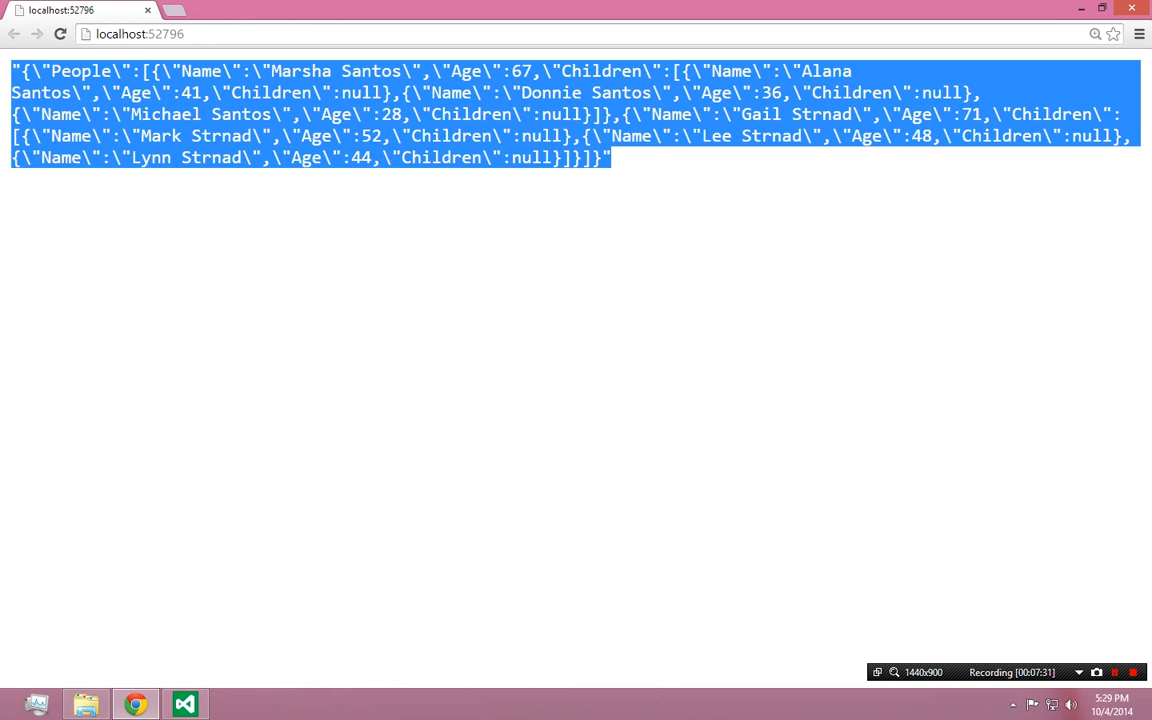 localhost:52796
localhost:52796
"{\"People\":[{\"Name\":\"Marsha Santos\",\"Age\":67,\"Children\":[{\"Name\":\"Alana
Santos\",\"Age\":41,\"Children\":null},{\"Name\":\"Donnie Santos\",\"Age\":36,\"Children\":null},
{\"Name\":\"Michael Santos\",\"Age\":28,\"Children\":null}]},{\"Name\":\"Gail Strnad\",\"Age\":71,\"Children\":
[{\"Name\":\"Mark Strnad\",\"Age\":52,\"Children\":null},{\"Name\":\"Lee Strnad\",\"Age\":48,\"Children\":null},
{\"Name\":\"Lynn Strnad\",\"Age\":44,\"Children\":null}]}]}"
1440x900 Recording [00:07:31]
5:29 PM
10/4/2014